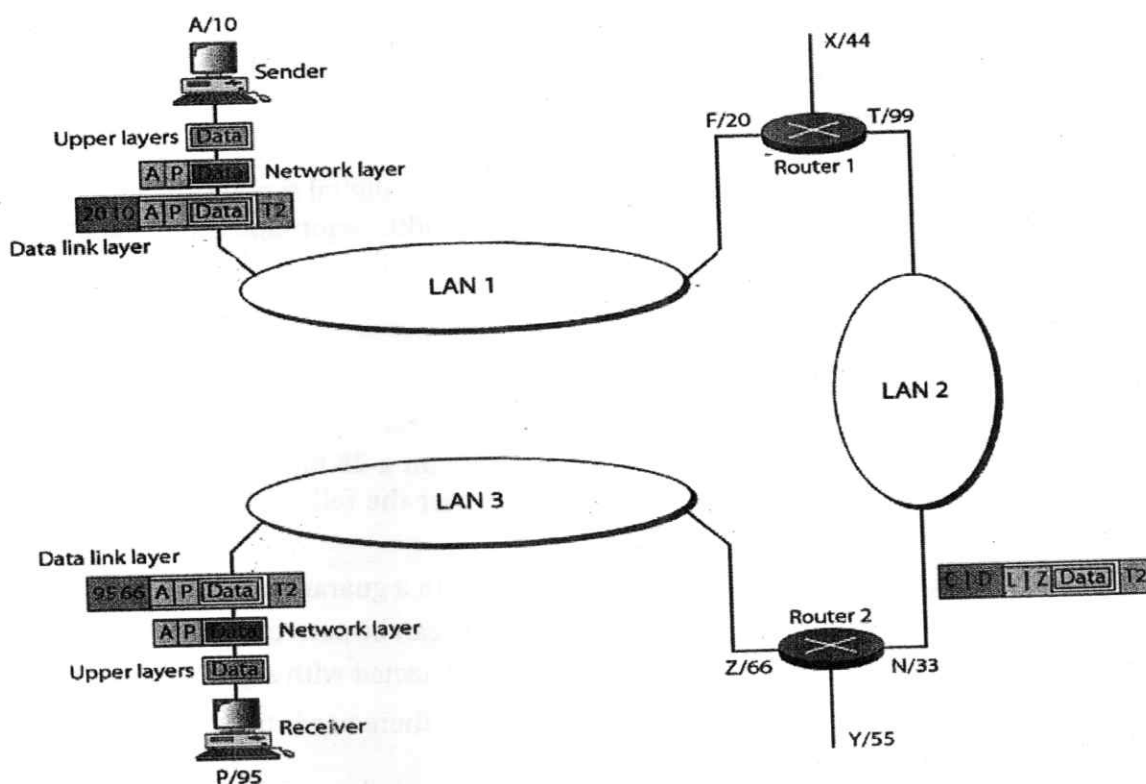 A/10
Sender
Upper layers Data
A P Data Network layer
20 10 A P Data T2
Data link layer
LAN 1
X/44
F/20
T/99
Router 1
LAN 2
LAN 3
Data link layer
95 66 A P Data T2
A P Data Network layer
Upper layers Data
Receiver
P/95
C D L Z Data T2
Router 2
Z/66
N/33
Y/55